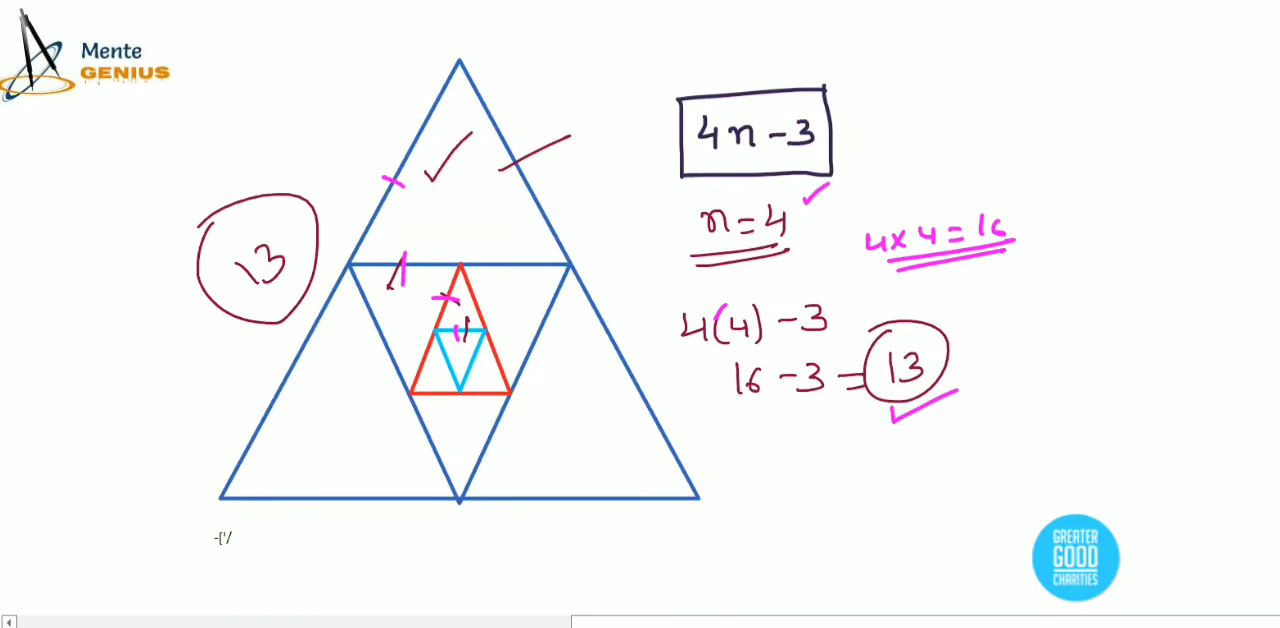 Mente
GENIUS
4n-3
n=4
4×4=16
13
4(4)-3
16-3=13
-['/
GREATER
GOOD
CHARITIES